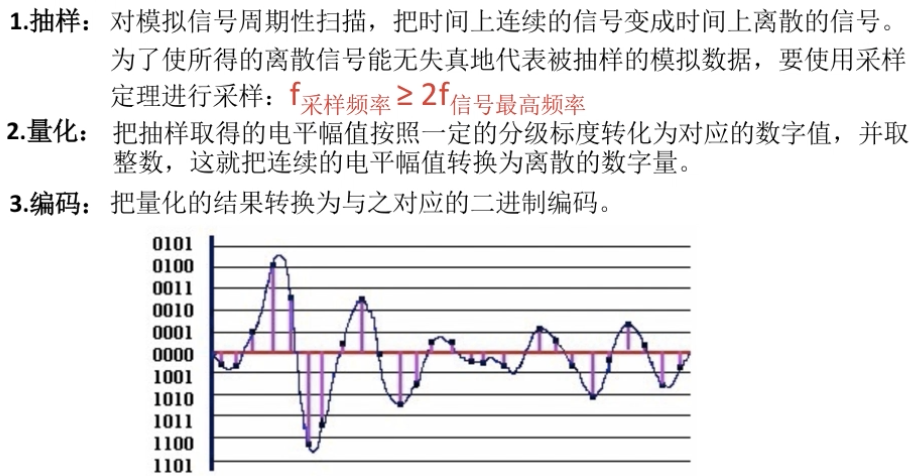 1.抽样：对模拟信号周期性扫描，把时间上连续的信号变成时间上离散的信号。
为了使所得的离散信号能无失真地代表被抽样的模拟数据，要使用采样
定理进行采样：f采样频率 ≥ 2f信号最高频率
2.量化：把抽样取得的电平幅值按照一定的分级标度转化为对应的数字值，并取
整数，这就把连续的电平幅值转换为离散的数字量。
3.编码：把量化的结果转换为与之对应的二进制编码。
0101
0100
0011
0010
0001
0000
1001
1010
1011
1100
1101